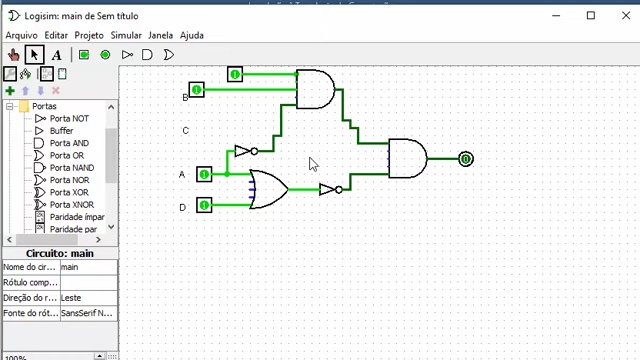 Logisim: main de Sem título
Arquivo Editar Projeto Simular Janela Ajuda
A
Portas
Porta NOT
Buffer
Porta AND
Porta OR
Porta NAND
Porta NOR
Porta XOR
Porta XNOR
Paridade ímpar
Paridade par
Circuito: main
Nome do cir... main
Rótulo comp...
Direção do r... Leste
Fonte do rót... SansSerif N...
100%
1
B 1
C
A 1
D 1
0